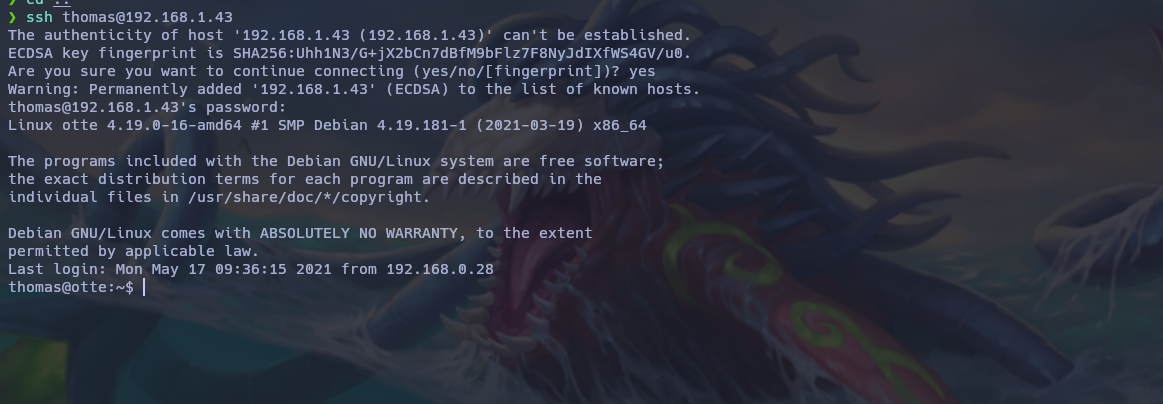 ❯ cd ..
❯ ssh thomas@192.168.1.43
The authenticity of host '192.168.1.43 (192.168.1.43)' can't be established.
ECDSA key fingerprint is SHA256:Uhh1N3/G+jX2bCn7dBfM9bFlz7F8NyJdIXfWS4GV/u0.
Are you sure you want to continue connecting (yes/no/[fingerprint])? yes
Warning: Permanently added '192.168.1.43' (ECDSA) to the list of known hosts.
thomas@192.168.1.43's password:
Linux otte 4.19.0-16-amd64 #1 SMP Debian 4.19.181-1 (2021-03-19) x86_64

The programs included with the Debian GNU/Linux system are free software;
the exact distribution terms for each program are described in the
individual files in /usr/share/doc/*/copyright.

Debian GNU/Linux comes with ABSOLUTELY NO WARRANTY, to the extent
permitted by applicable law.
Last login: Mon May 17 09:36:15 2021 from 192.168.0.28
thomas@otte:~$